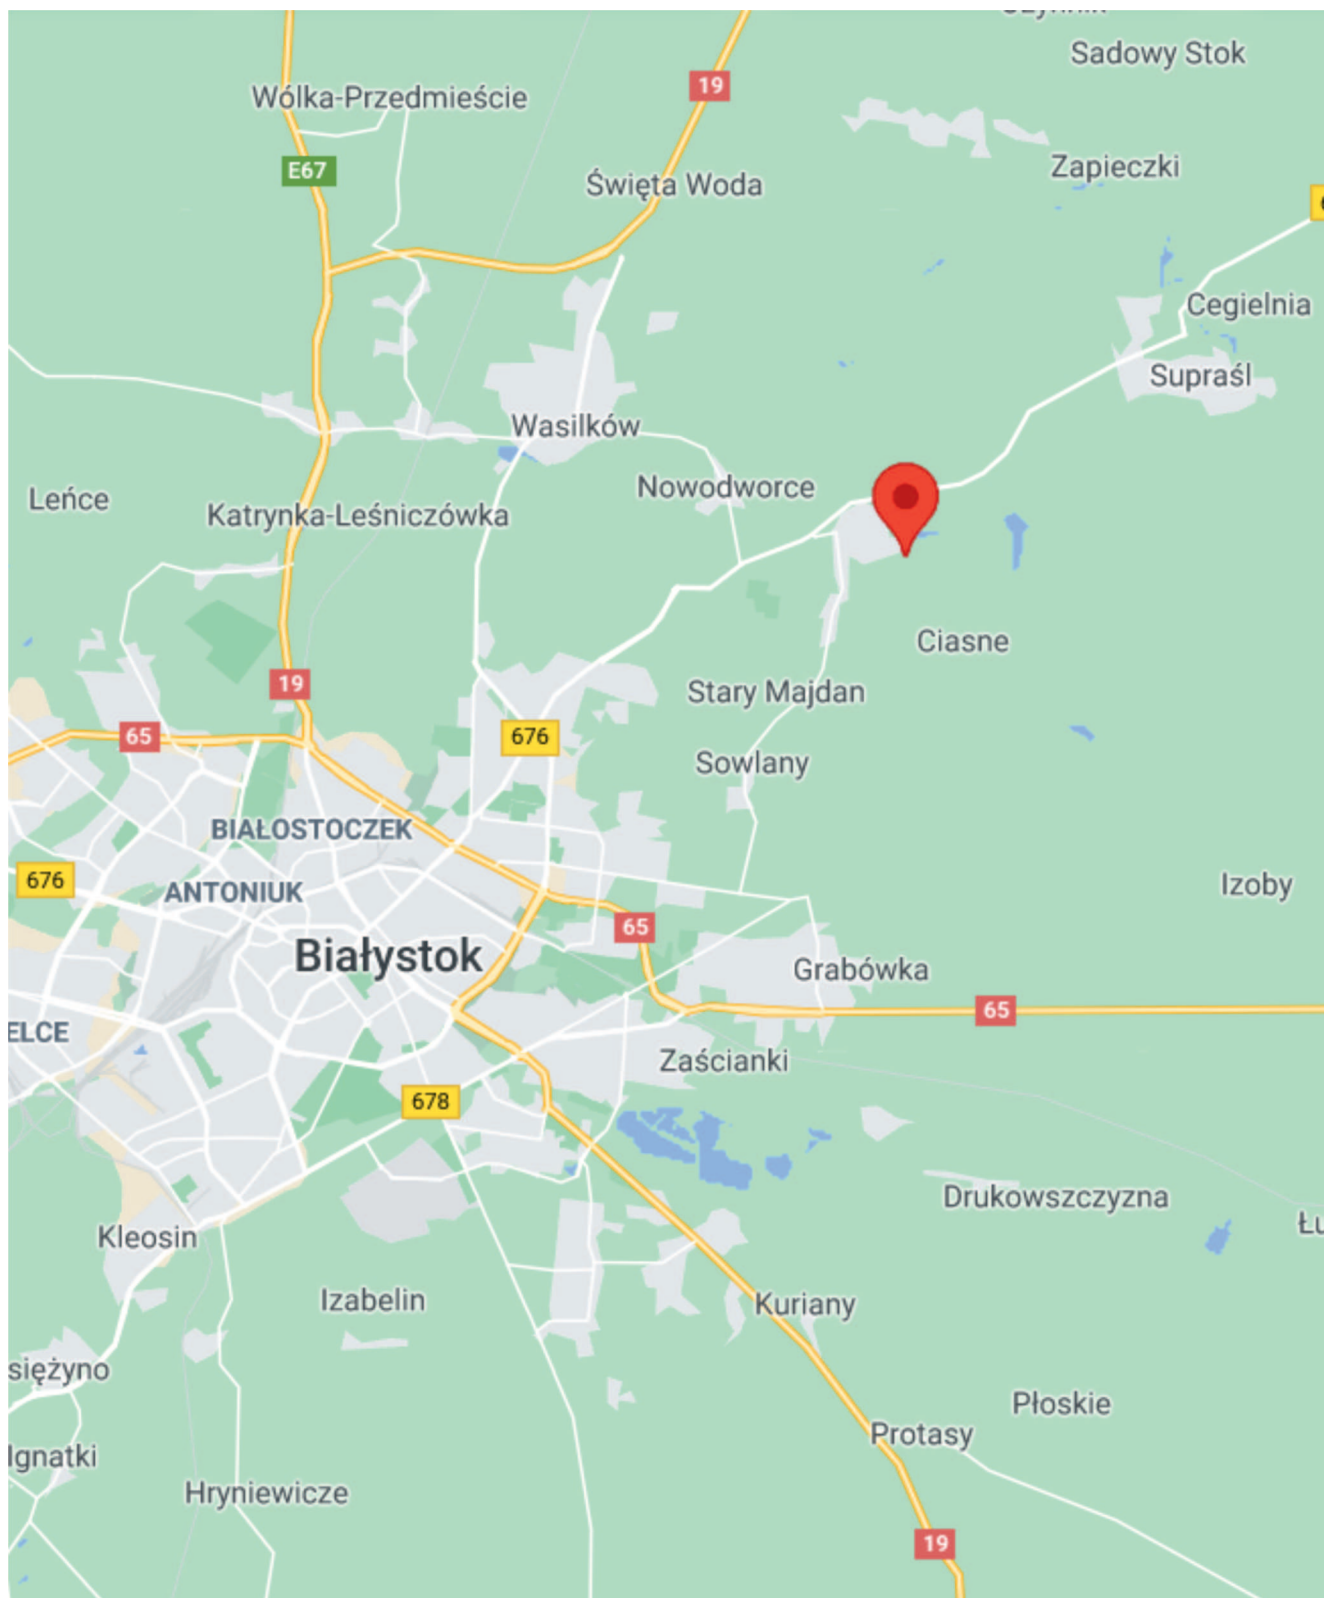 Sadowy Stok
19
Wólka-Przedmieście
E67
Zapieczki
Święta Woda
Cegielnia
Supraśl
Wasilków
Nowodworce
Leńce
Katrynka-Leśniczówka
Ciasne
19
Stary Majdan
65
676
Sowlany
BIAŁOSTOCZEK
676
ANTONIUK
Izoby
65
Białystok
Grabówka
65
ELCE
Zaścianki
678
Drukowszczyzna
Łu
Kleosin
Izabelin
Kuriany
siężyno
Płoskie
Protasy
Ignatki
Hryniewicze
19